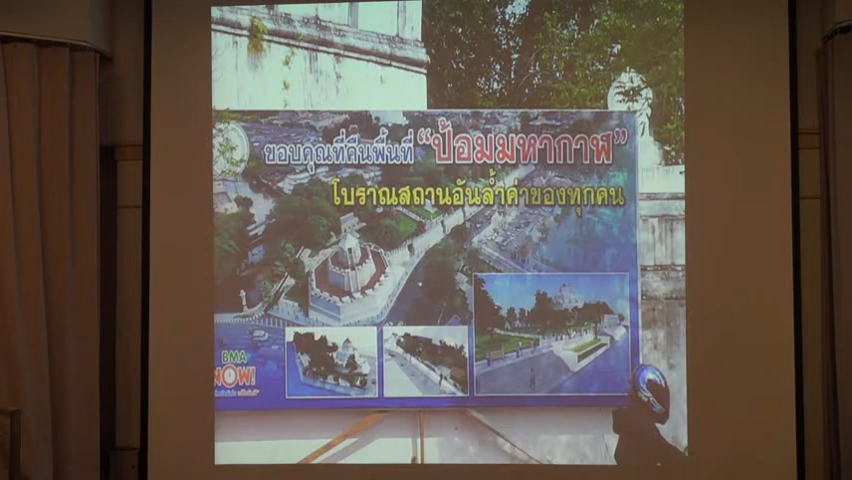 ขอบคุณที่คืนพื้นที่ “ป้อมมหากาฬ”
โบราณสถานอันล้ำค่าของทุกคน
BMA
NOW!